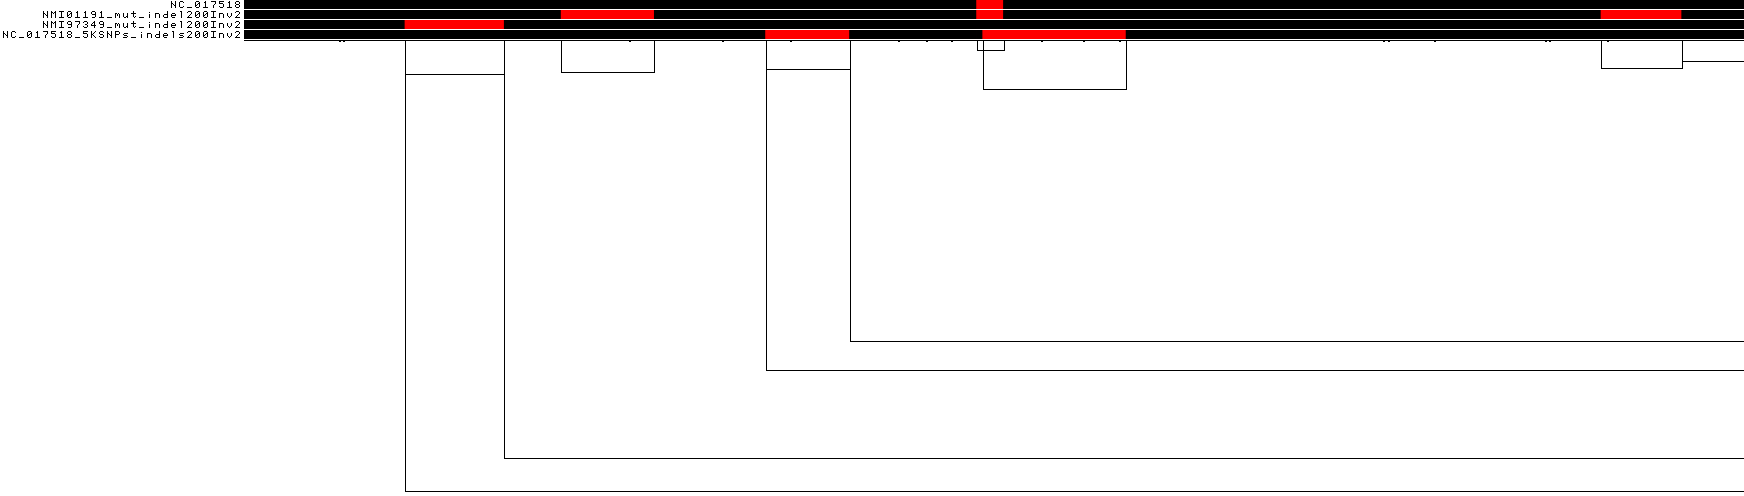 NC_017518
NMI01191_mut_indel200Inv2
NMI97349_mut_indel200Inv2
NC_017518_5KSNPs_indels200Inv2